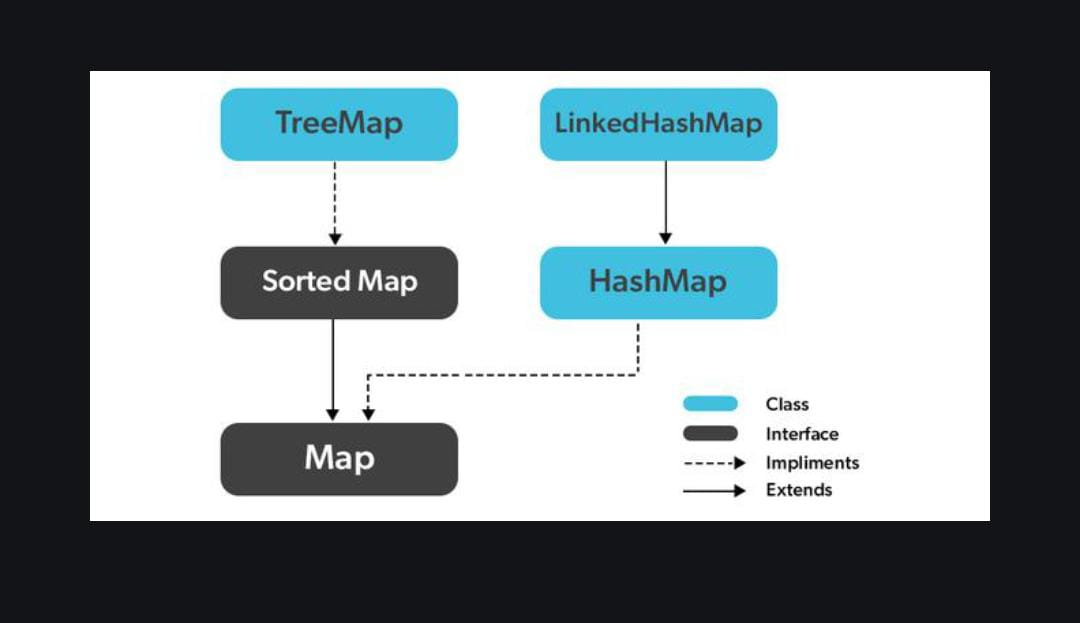 TreeMap
LinkedHashMap
Sorted Map
HashMap
Map
Class
Interface
Impliments
Extends